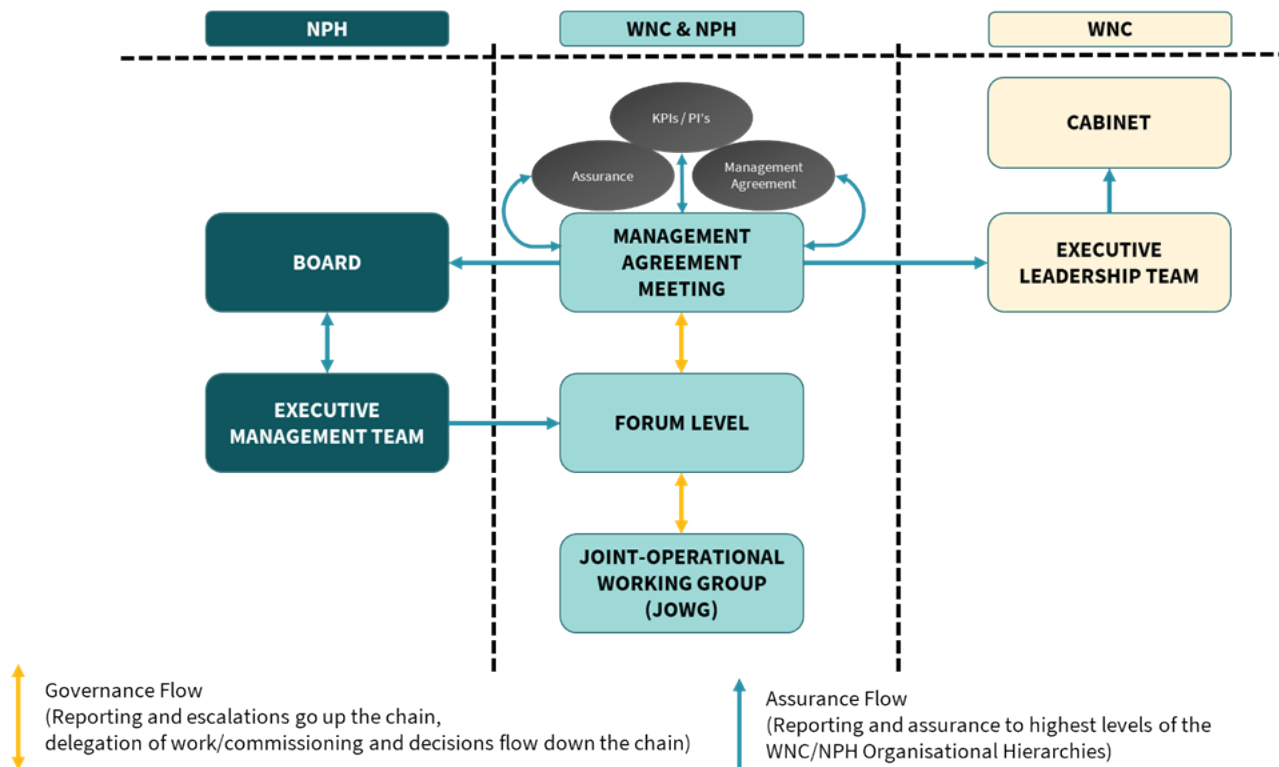 NPH
WNC & NPH
WNC
KPIs / PI's
Assurance
Management
Agreement
CABINET
BOARD
MANAGEMENT
AGREEMENT
MEETING
EXECUTIVE
LEADERSHIP TEAM
EXECUTIVE
MANAGEMENT TEAM
FORUM LEVEL
JOINT-OPERATIONAL
WORKING GROUP
(JOWG)
Governance Flow
(Reporting and escalations go up the chain,
delegation of work/commissioning and decisions flow down the chain)
Assurance Flow
(Reporting and assurance to highest levels of the
WNC/NPH Organisational Hierarchies)